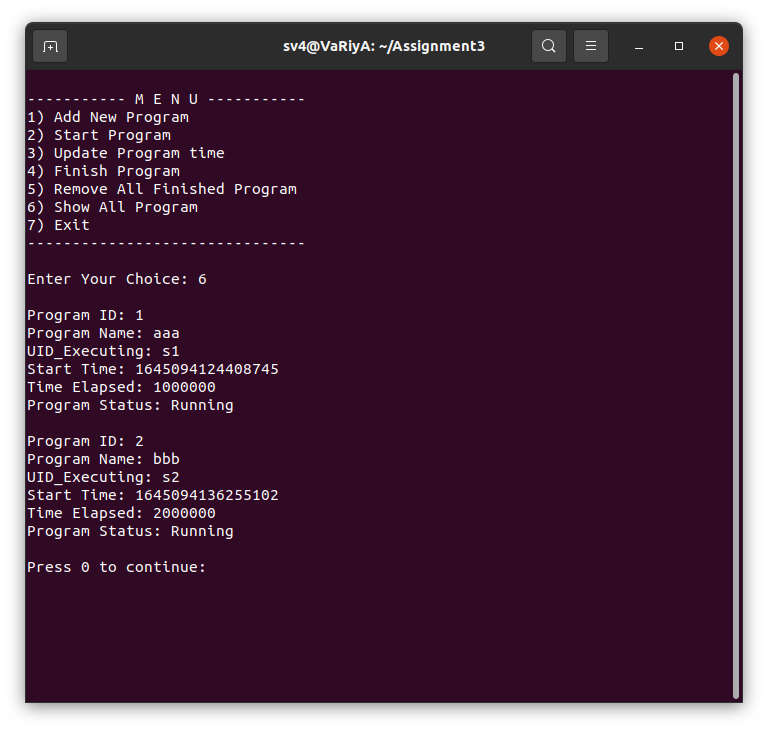 sv4@VaRiyA: ~/Assignment3
----------- M E N U -----------
1) Add New Program
2) Start Program
3) Update Program time
4) Finish Program
5) Remove All Finished Program
6) Show All Program
7) Exit
-------------------------------
Enter Your Choice: 6
Program ID: 1
Program Name: aaa
UID_Executing: s1
Start Time: 1645094124408745
Time Elapsed: 1000000
Program Status: Running
Program ID: 2
Program Name: bbb
UID_Executing: s2
Start Time: 1645094136255102
Time Elapsed: 2000000
Program Status: Running
Press 0 to continue: